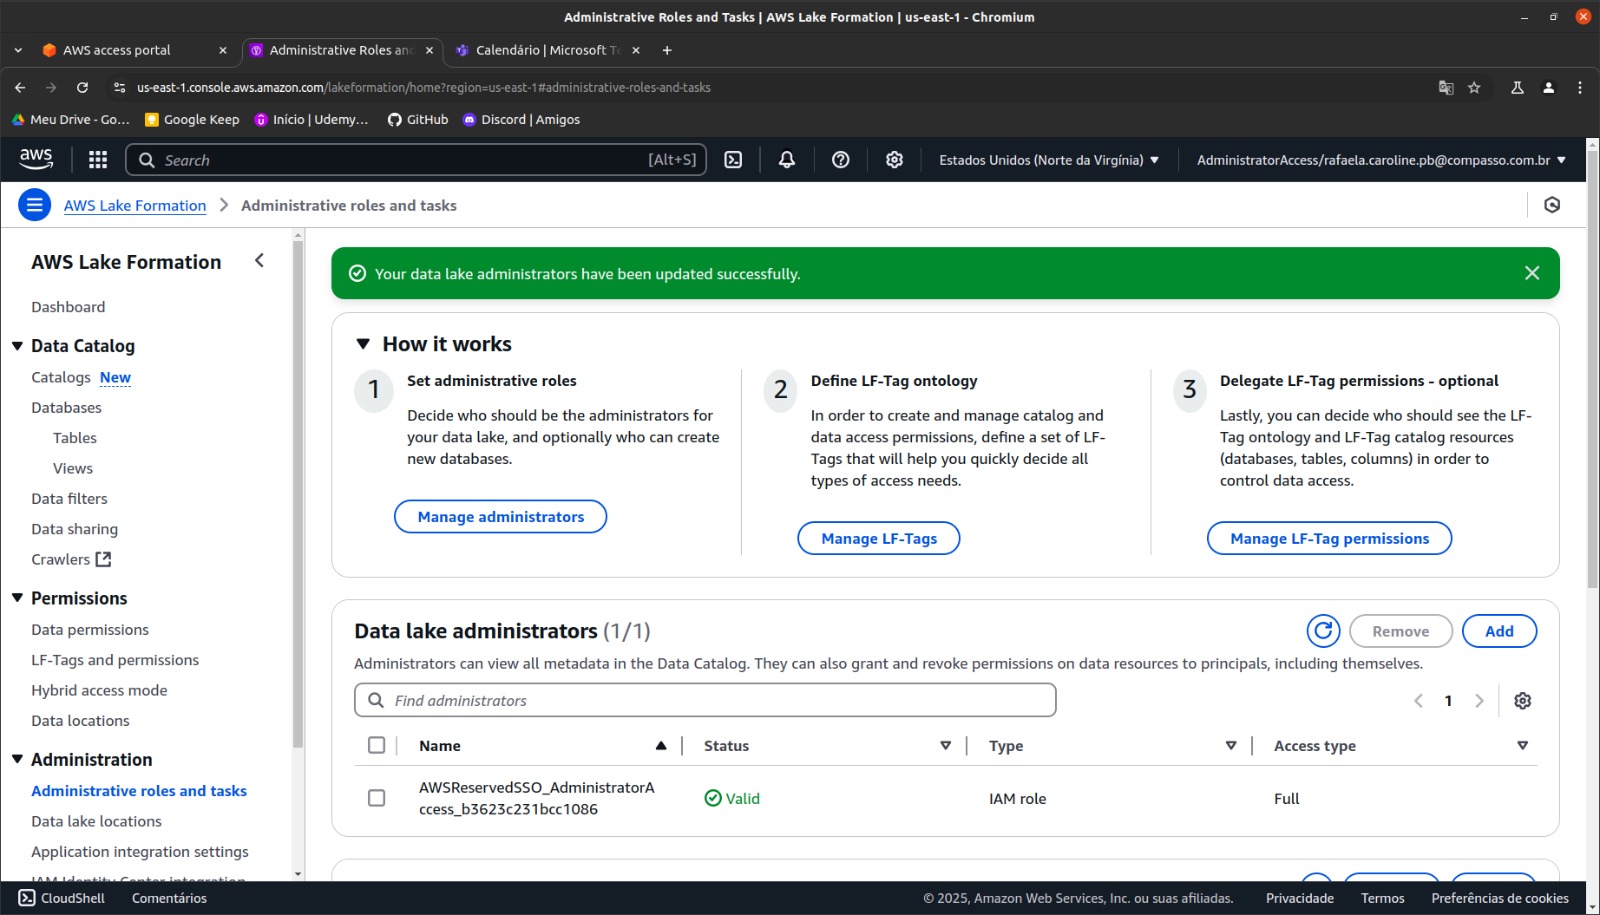 Administrative Roles and Tasks | AWS Lake Formation | us-east-1 - Chromium
AWS access portal
Administrative Roles and
Calendário | Microsoft Te
us-east-1.console.aws.amazon.com/lakeformation/home?region=us-east-1#administrative-roles-and-tasks
Meu Drive - Go...
Google Keep
Início | Udemy...
GitHub
Discord | Amigos
aws
Search
[Alt+S]
Estados Unidos (Norte da Virgínia)
AdministratorAccess/rafaela.caroline.pb@compasso.com.br
AWS Lake Formation
Administrative roles and tasks
AWS Lake Formation
Dashboard
Data Catalog
Catalogs New
Databases
Tables
Views
Data filters
Data sharing
Crawlers
Permissions
Data permissions
LF-Tags and permissions
Hybrid access mode
Data locations
Administration
Administrative roles and tasks
Data lake locations
Application integration settings
IAM Identity Center integration
Your data lake administrators have been updated successfully.
How it works
1
Set administrative roles
Decide who should be the administrators for
your data lake, and optionally who can create
new databases.
Manage administrators
2
Define LF-Tag ontology
In order to create and manage catalog and
data access permissions, define a set of LF-
Tags that will help you quickly decide all
types of access needs.
Manage LF-Tags
3
Delegate LF-Tag permissions - optional
Lastly, you can decide who should see the LF-
Tag ontology and LF-Tag catalog resources
(databases, tables, columns) in order to
control data access.
Manage LF-Tag permissions
Data lake administrators (1/1)
Remove
Add
Administrators can view all metadata in the Data Catalog. They can also grant and revoke permissions on data resources to principals, including themselves.
Find administrators
1
Name
Status
Type
Access type
AWSReservedSSO_AdministratorA
ccess_b3623c231bcc1086
Valid
IAM role
Full
CloudShell
Comentários
© 2025, Amazon Web Services, Inc. ou suas afiliadas.
Privacidade
Termos
Preferências de cookies